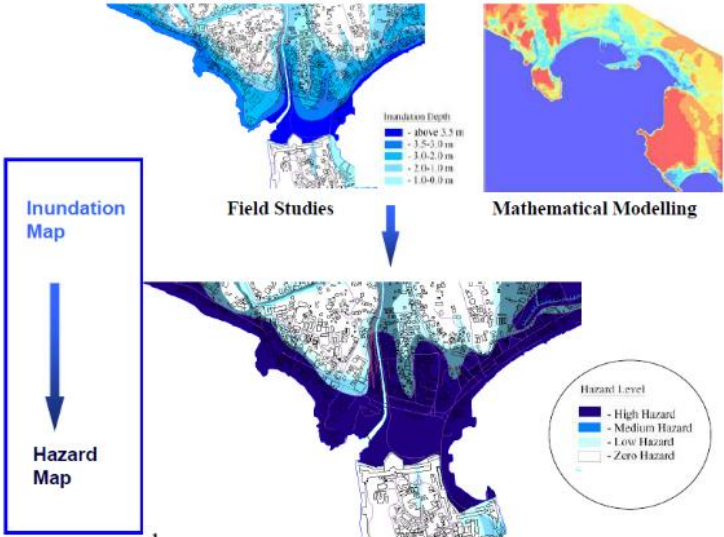 Inundation Depth
- above 3.5 m
- 3.5-3.0 m
- 3.0-2.0 m
- 2.0-1.0 m
- 1.0-0.0 m
Field Studies
Mathematical Modelling
Inundation
Map
Hazard
Map
Hazard Level
- High Hazard
- Medium Hazard
- Low Hazard
- Zero Hazard